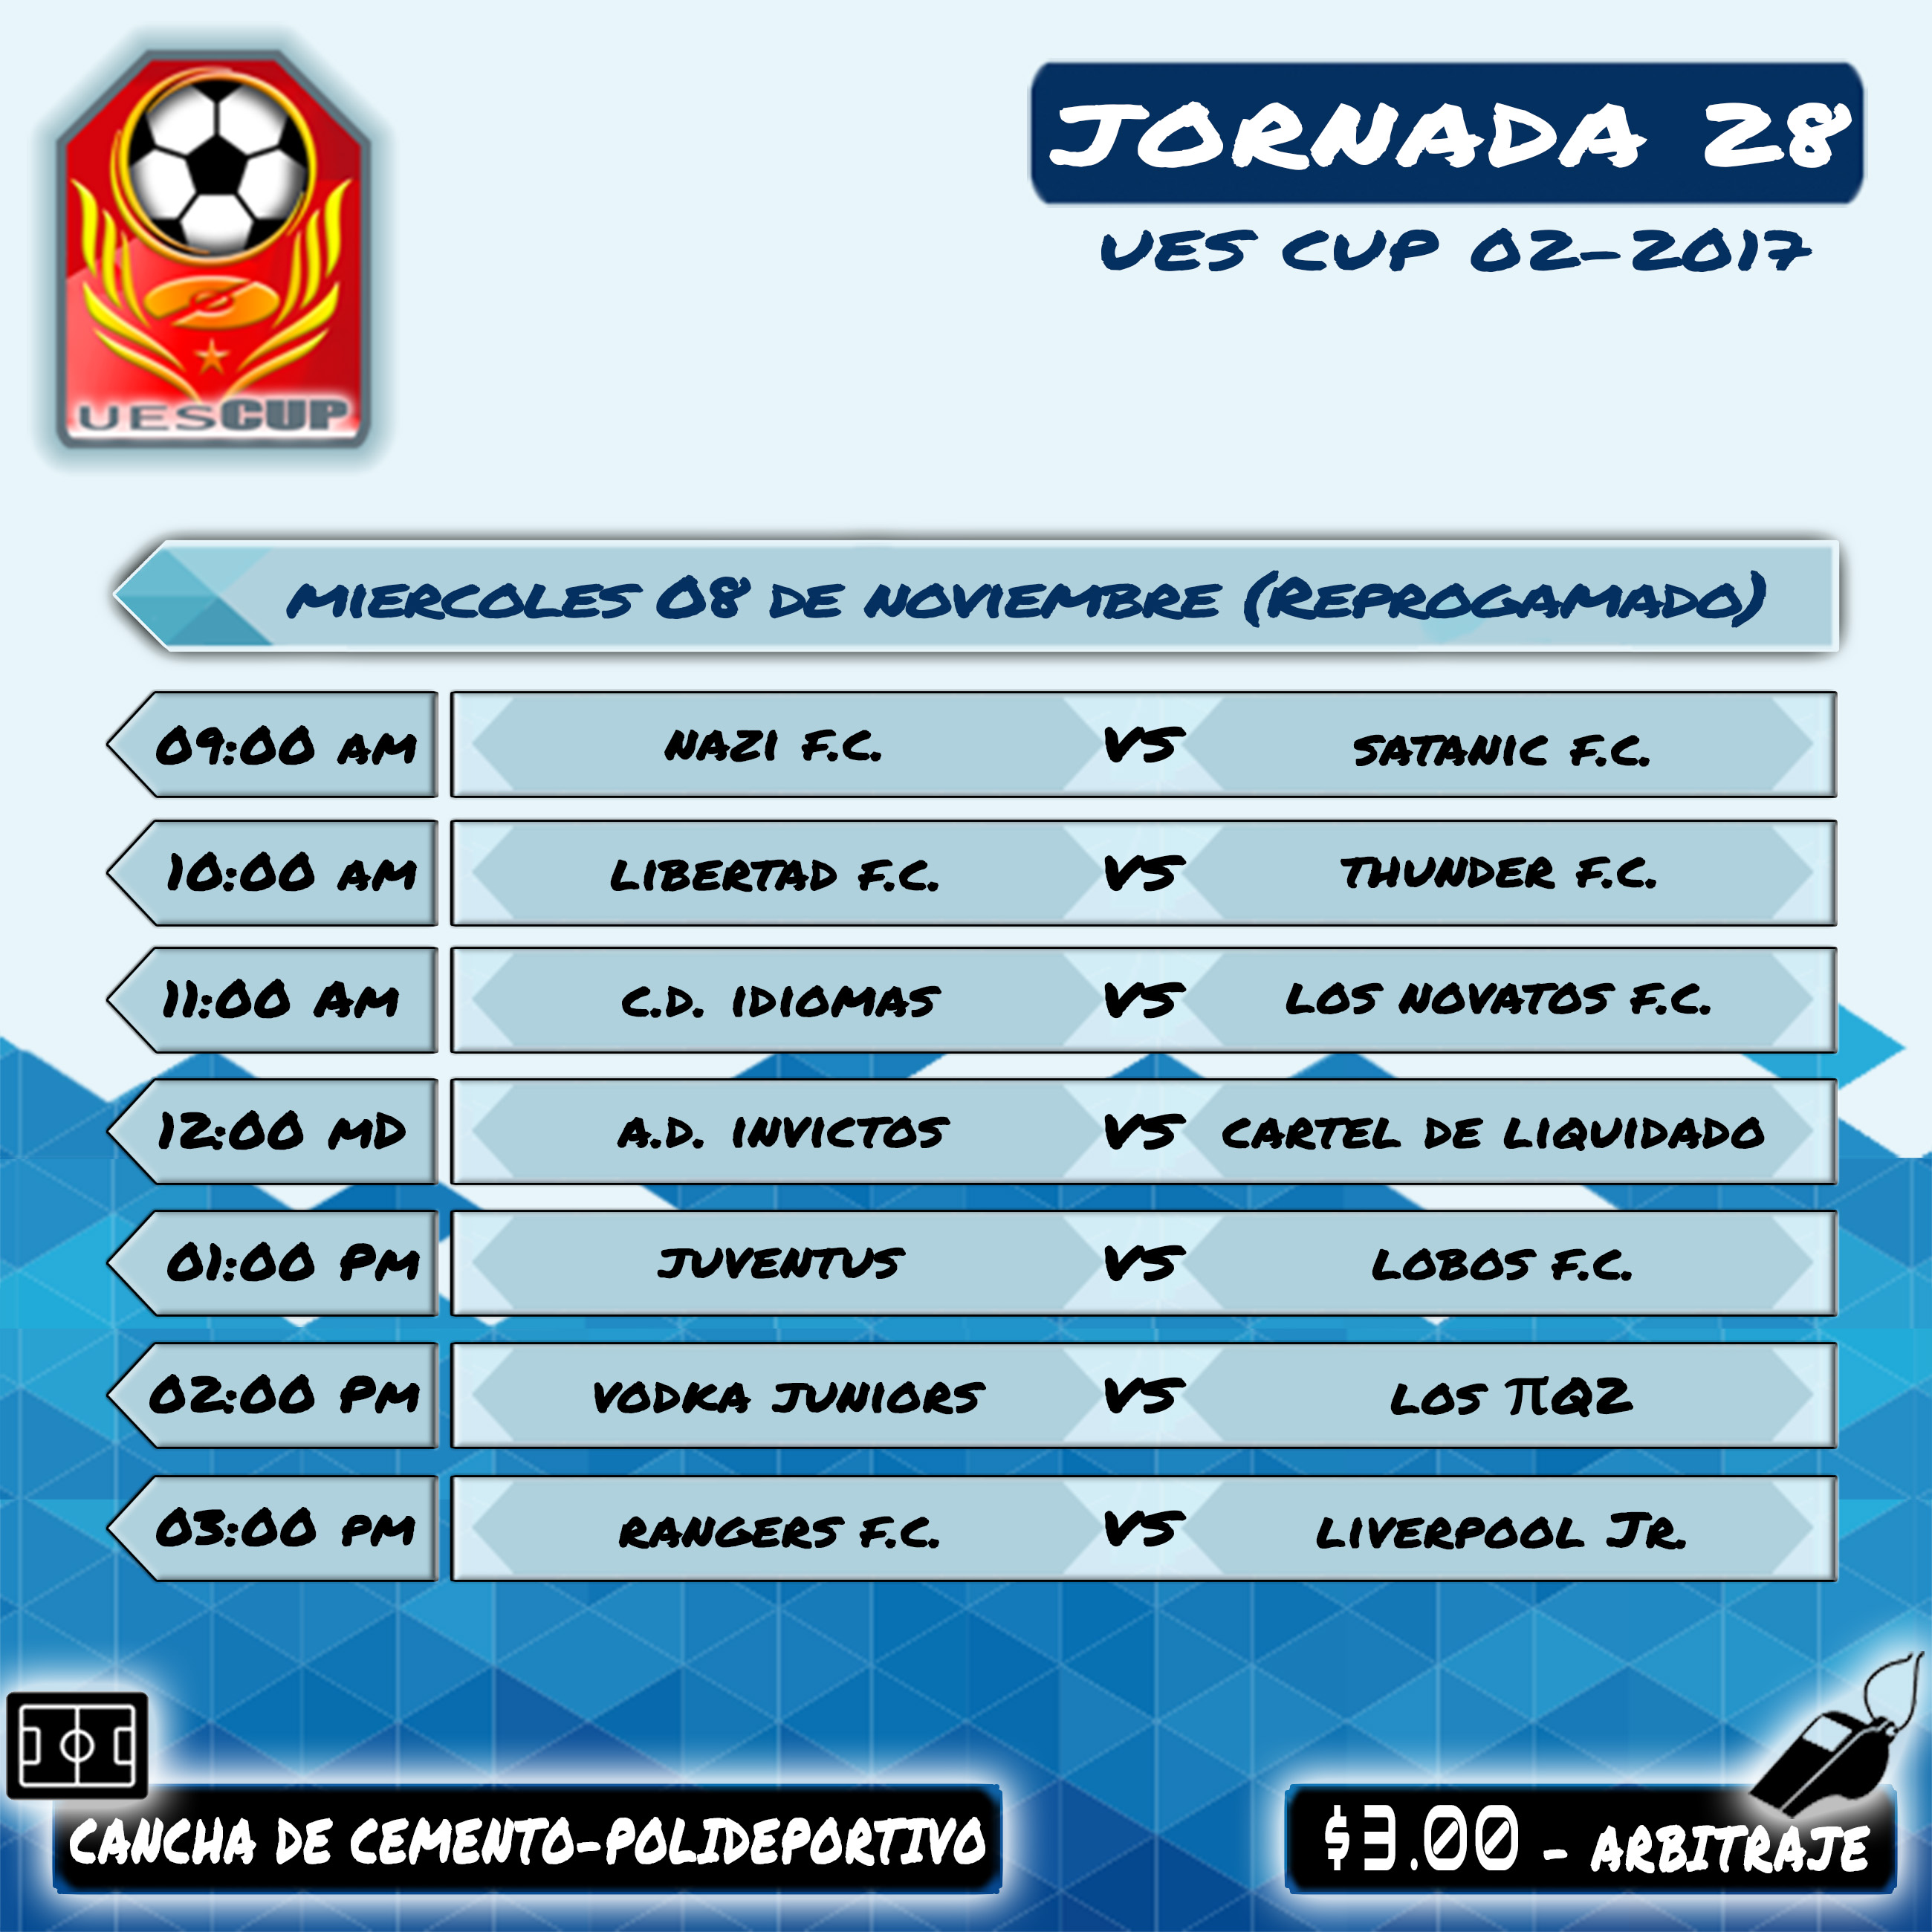 JORNADA 28
UES CUP 02-2017
UESCUP
MIERCOLES 08 DE NOVIEMBRE (REPROGAMADO)
09:00 AM NAZI F.C. VS SATANIC F.C.
10:00 AM LIBERTAD F.C. VS THUNDER F.C.
11:00 AM C.D. IDIOMAS VS LOS NOVATOS F.C.
12:00 MD A.D. INVICTOS VS CARTEL DE LIQUIDADO
01:00 PM JUVENTUS VS LOBOS F.C.
02:00 PM VODKA JUNIORS VS LOS πQ2
03:00 PM RANGERS F.C. VS LIVERPOOL JR.
CANCHA DE CEMENTO-POLIDEPORTIVO
$3.00 - ARBITRAJE